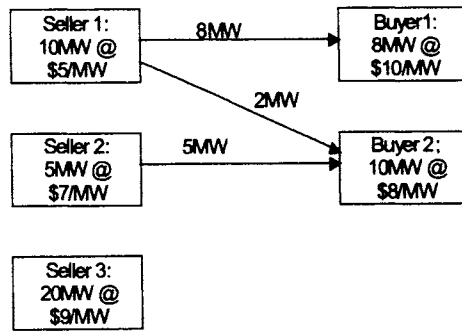 Seller 1:
10MW @
$5/MW
8MW
Buyer1:
8MW @
$10/MW
2MW
Seller 2:
5MW @
$7/MW
5MW
Buyer 2:
10MW @
$8/MW
Seller 3:
20MW @
$9/MW